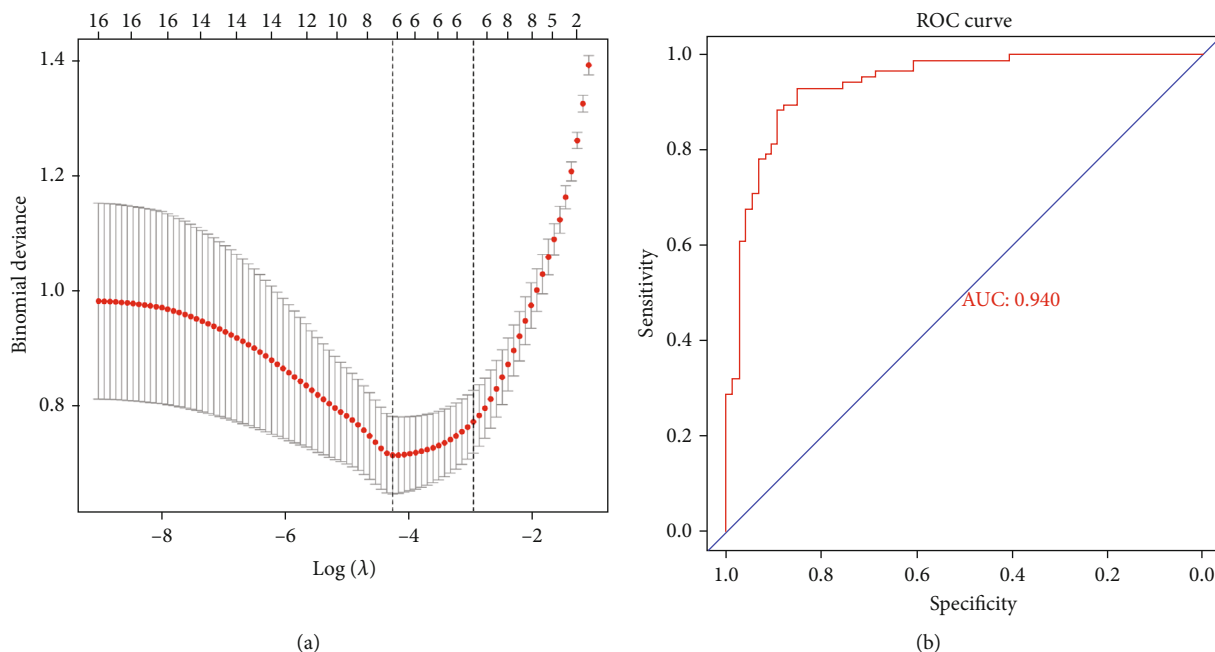 16 16 16 14 14 12 10 8 6 6 6 6 6 8 8 5 2
1.4
1.2
1.0
0.8
Binomial deviance
–8 –6 –4 –2
Log (λ)
(a)
ROC curve
1.0
0.8
0.6
0.4
0.2
0.0
Sensitivity
AUC: 0.940
1.0 0.8 0.6 0.4 0.2 0.0
Specificity
(b)